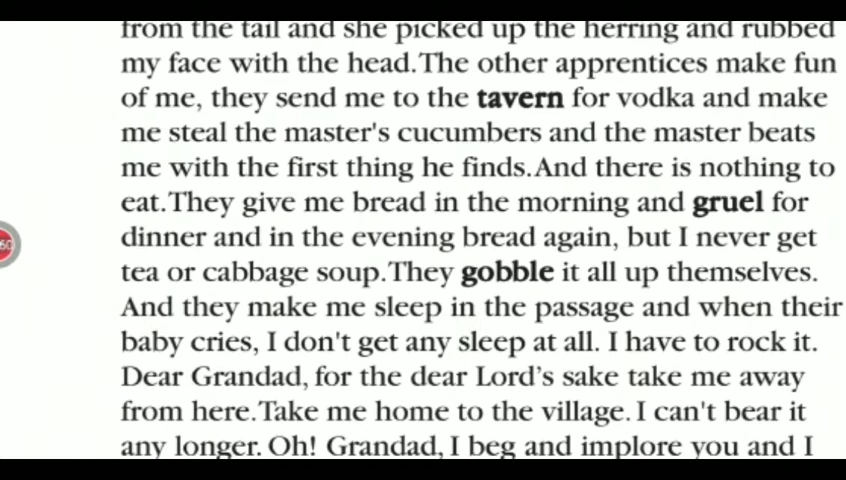 from the tail and she picked up the herring and rubbed
my face with the head.The other apprentices make fun
of me, they send me to the tavern for vodka and make
me steal the master's cucumbers and the master beats
me with the first thing he finds.And there is nothing to
eat.They give me bread in the morning and gruel for
dinner and in the evening bread again, but I never get
tea or cabbage soup.They gobble it all up themselves.
And they make me sleep in the passage and when their
baby cries, I don't get any sleep at all. I have to rock it.
Dear Grandad, for the dear Lord's sake take me away
from here.Take me home to the village. I can't bear it
any longer. Oh! Grandad, I beg and implore you and I